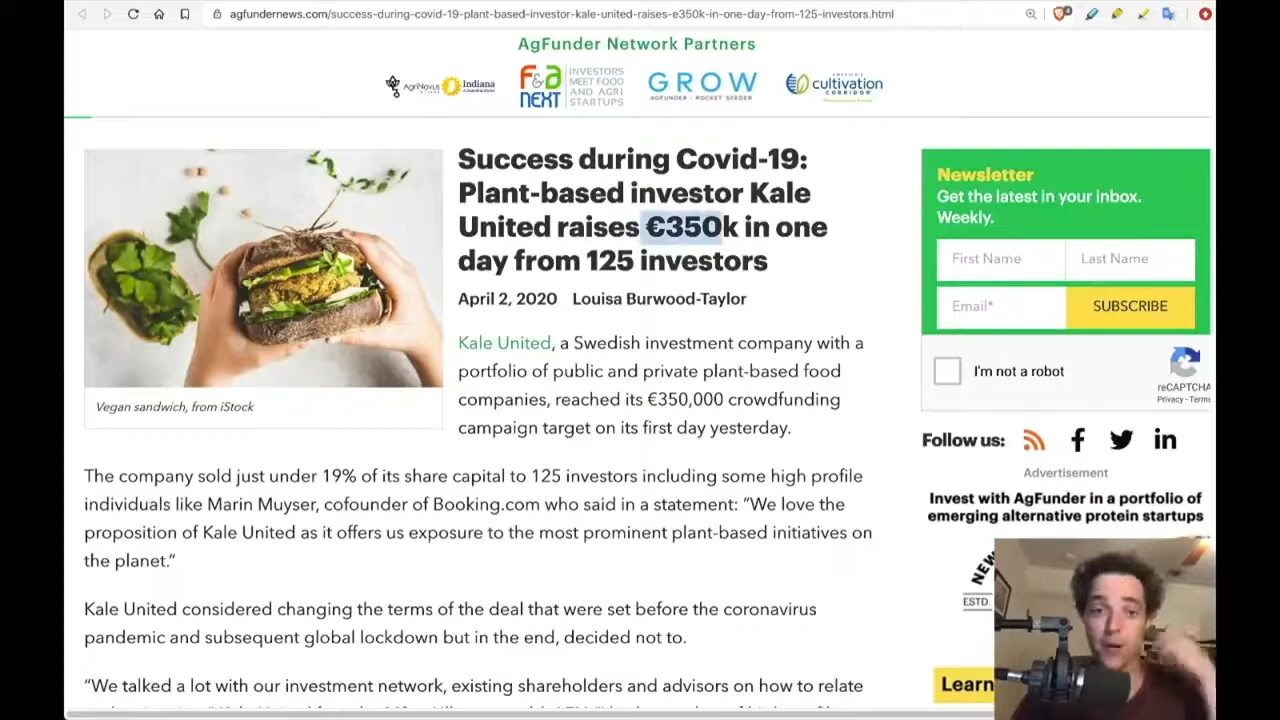 agfundernews.com/success-during-covid-19-plant-based-investor-kale-united-raises-e350k-in-one-day-from-125-investors.html
AgFunder Network Partners
AgriNovus
Indiana
F&A NEXT
INVESTORS
MEET FOOD
AND AGRI
STARTUPS
GROW
AGFUNDER - ROCKET SEEDER
cultivation
CORRIDOR
Success during Covid-19:
Plant-based investor Kale
United raises €350k in one
day from 125 investors
April 2, 2020 Louisa Burwood-Taylor
Vegan sandwich, from iStock
Kale United, a Swedish investment company with a
portfolio of public and private plant-based food
companies, reached its €350,000 crowdfunding
campaign target on its first day yesterday.
The company sold just under 19% of its share capital to 125 investors including some high profile
individuals like Marin Muyser, cofounder of Booking.com who said in a statement: “We love the
proposition of Kale United as it offers us exposure to the most prominent plant-based initiatives on
the planet.”
Kale United considered changing the terms of the deal that were set before the coronavirus
pandemic and subsequent global lockdown but in the end, decided not to.
“We talked a lot with our investment network, existing shareholders and advisors on how to relate
Newsletter
Get the latest in your inbox.
Weekly.
First Name
Last Name
Email*
SUBSCRIBE
I'm not a robot
reCAPTCHA
Privacy - Terms
Follow us:
Advertisement
Invest with AgFunder in a portfolio of
emerging alternative protein startups
NEW
ESTD.
Learn